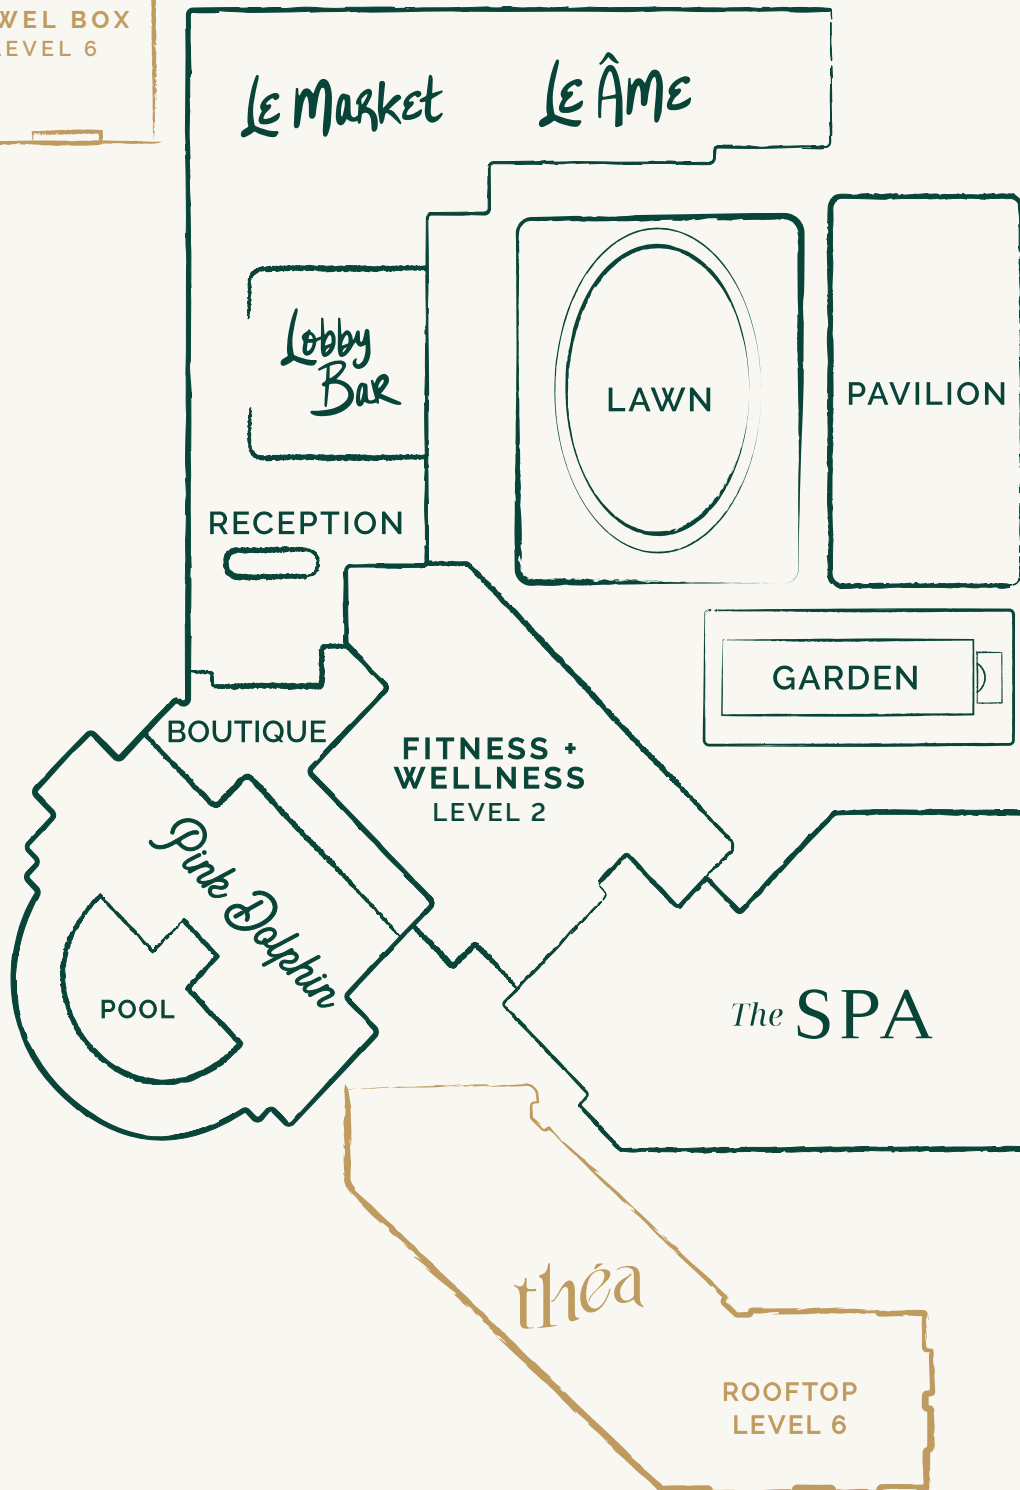 WEL BOX
LEVEL 6
Le Market
Le Âme
Lobby
Bar
LAWN
PAVILION
RECEPTION
GARDEN
BOUTIQUE
FITNESS +
WELLNESS
LEVEL 2
Pink Dolphin
POOL
The SPA
théa
ROOFTOP
LEVEL 6